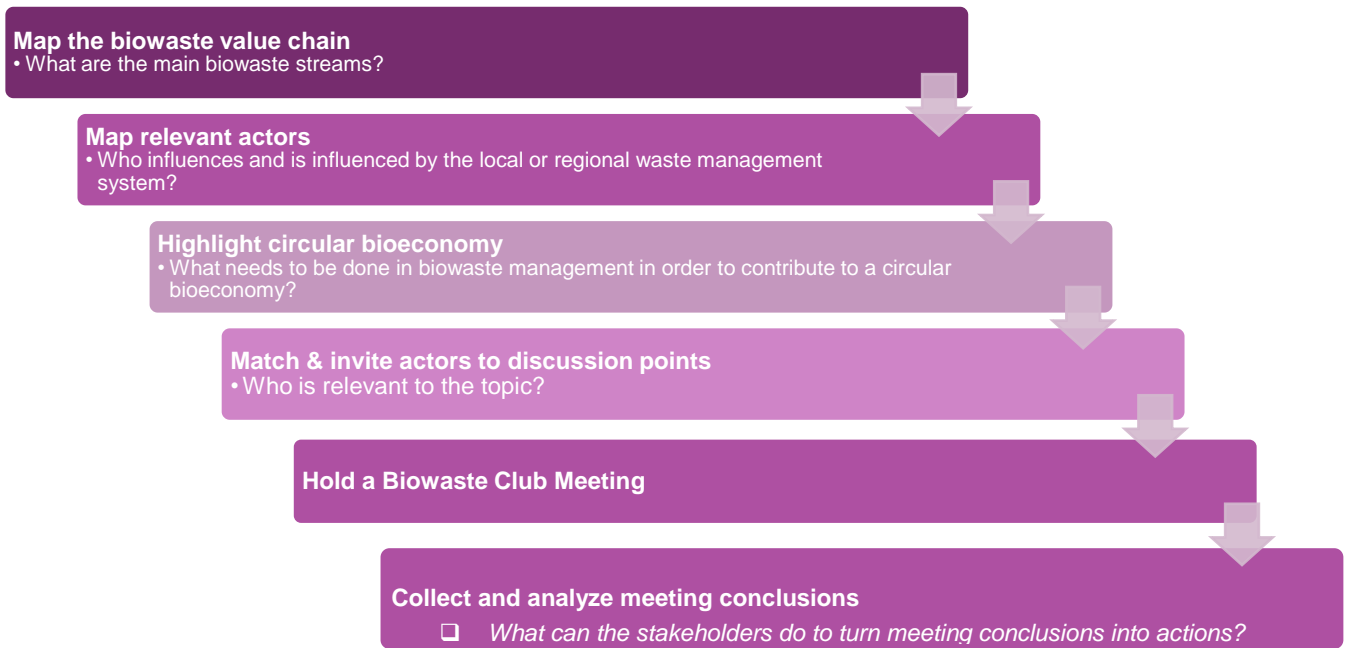 Map the biowaste value chain
• What are the main biowaste streams?
Map relevant actors
• Who influences and is influenced by the local or regional waste management
system?
Highlight circular bioeconomy
• What needs to be done in biowaste management in order to contribute to a circular
bioeconomy?
Match & invite actors to discussion points
• Who is relevant to the topic?
Hold a Biowaste Club Meeting
Collect and analyze meeting conclusions
❑ What can the stakeholders do to turn meeting conclusions into actions?